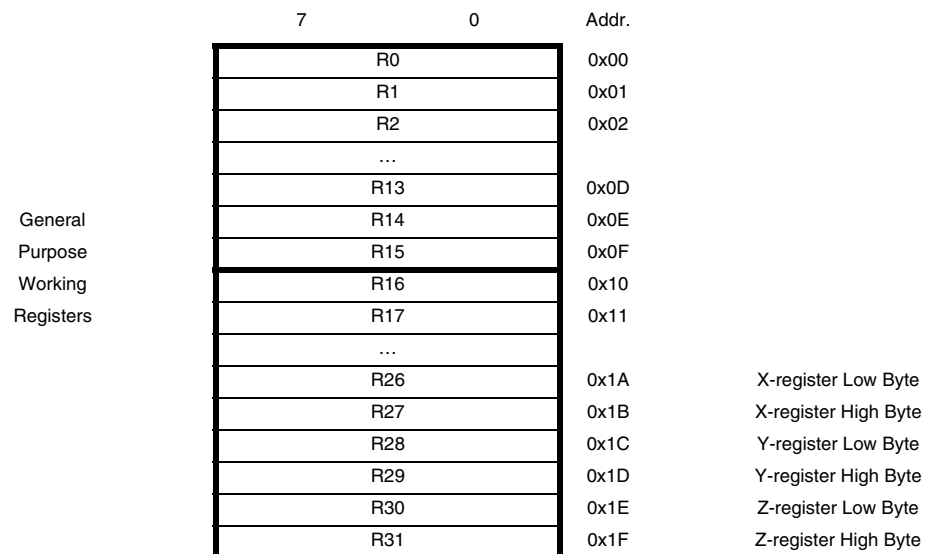 7 0 Addr.
R0 0x00
R1 0x01
R2 0x02
…
R13 0x0D
General R14 0x0E
Purpose R15 0x0F
Working R16 0x10
Registers R17 0x11
…
R26 0x1A X-register Low Byte
R27 0x1B X-register High Byte
R28 0x1C Y-register Low Byte
R29 0x1D Y-register High Byte
R30 0x1E Z-register Low Byte
R31 0x1F Z-register High Byte